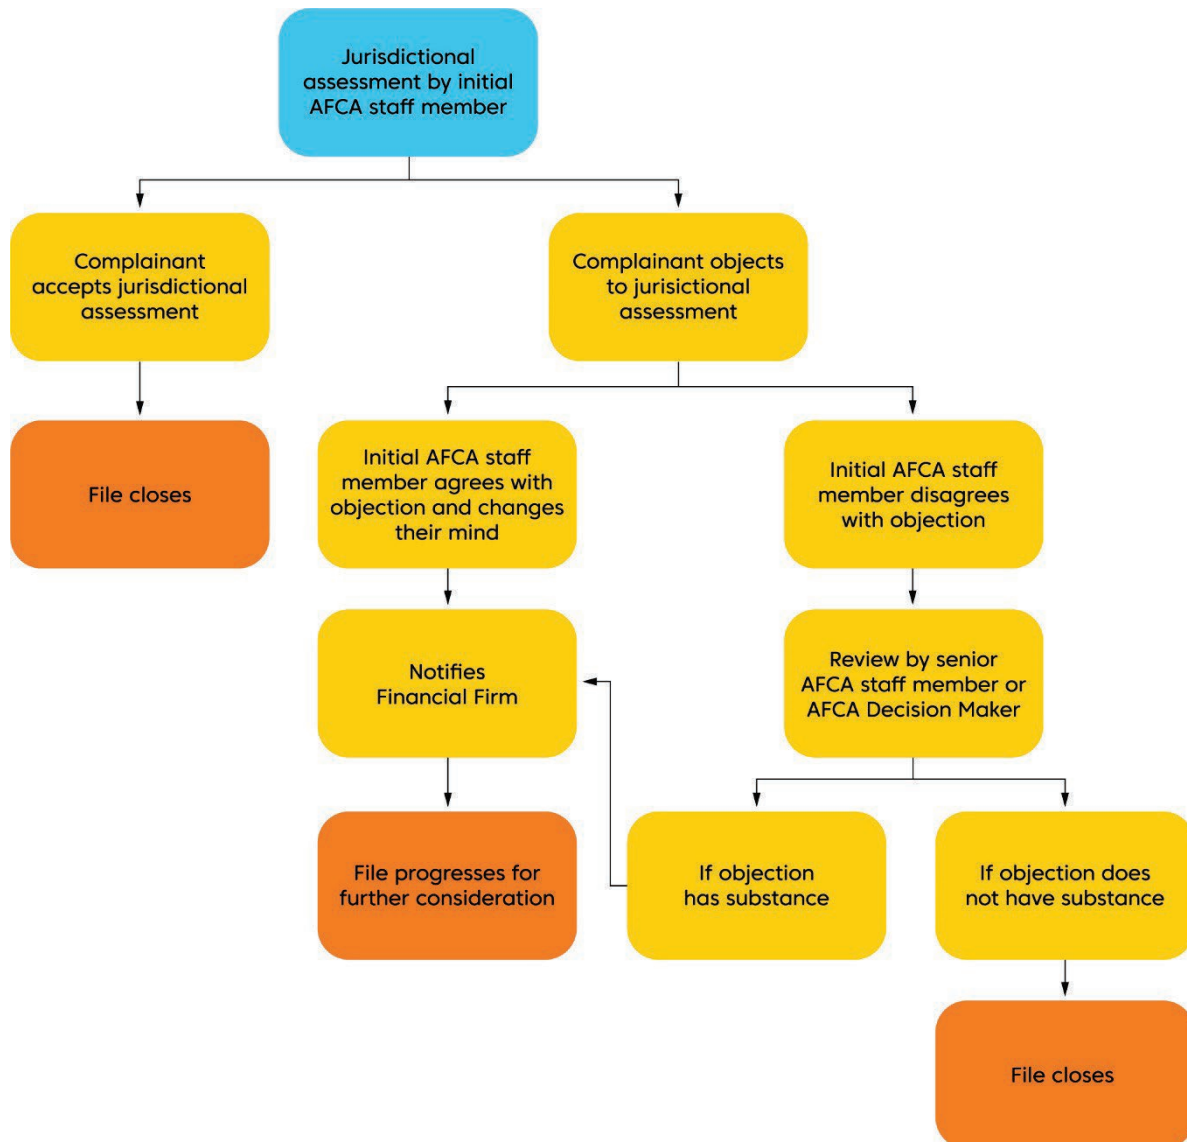 Jurisdictional
assessment by initial
AFCA staff member
Complainant
accepts jurisdictional
assessment
Complainant objects
to jurisictional
assessment
File closes
Initial AFCA staff
member agrees with
objection and changes
their mind
Initial AFCA staff
member disagrees
with objection
Notifies
Financial Firm
Review by senior
AFCA staff member or
AFCA Decision Maker
File progresses for
further consideration
If objection
has substance
If objection does
not have substance
File closes